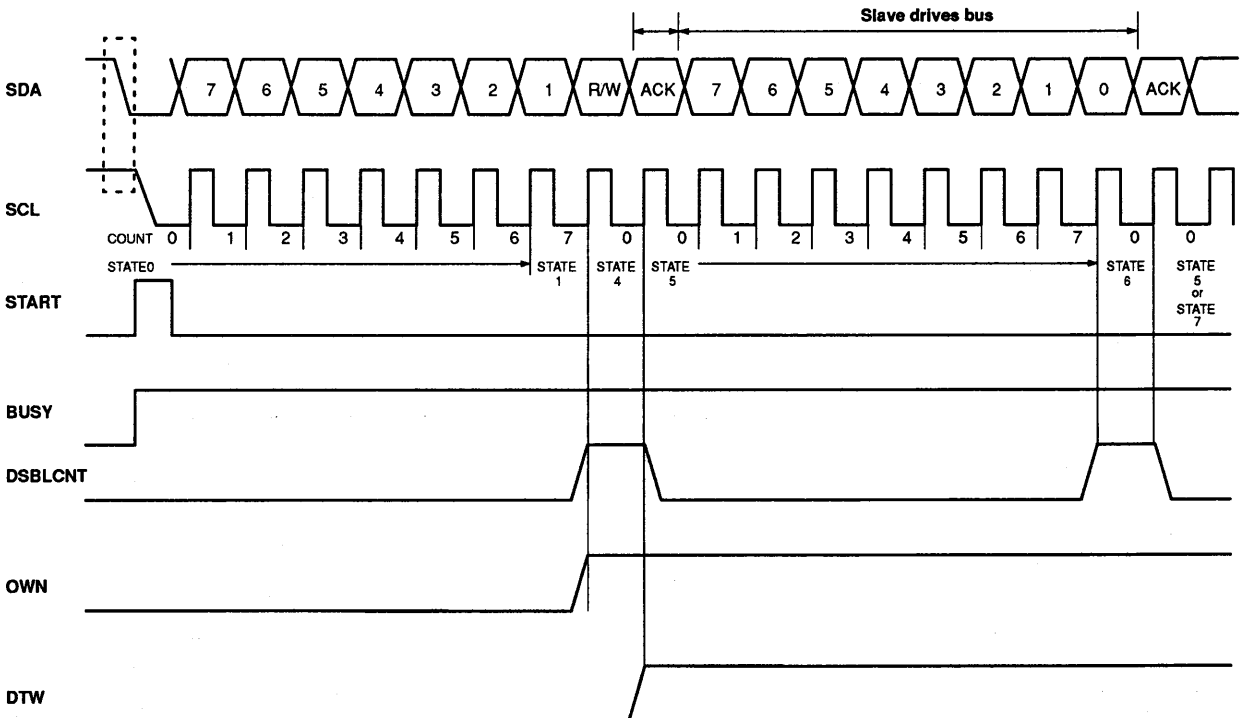 Slave drives bus
SDA 7 6 5 4 3 2 1 R/W ACK 7 6 5 4 3 2 1 0 ACK
SCL
COUNT 0 1 2 3 4 5 6 7 0 0 1 2 3 4 5 6 7 0 0
STATE0 STATE 1 STATE 4 STATE 5 STATE 6 STATE 5 or STATE 7
START
BUSY
DSBLCNT
OWN
DTW